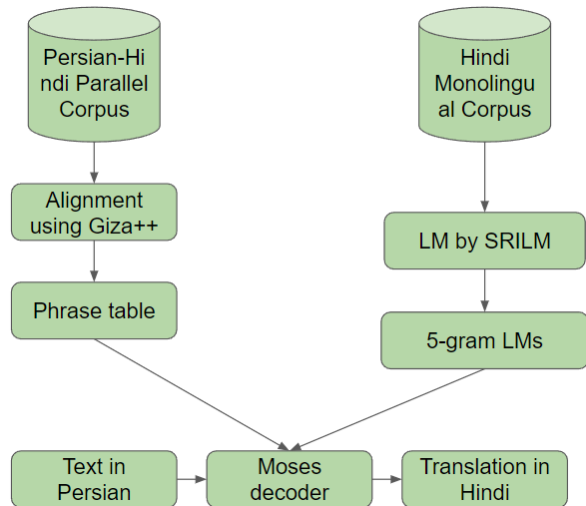 Persian-Hi
ndi Parallel
Corpus
Hindi
Monolingu
al Corpus
Alignment
using Giza++
LM by SRILM
Phrase table
5-gram LMs
Text in
Persian
Moses
decoder
Translation in
Hindi